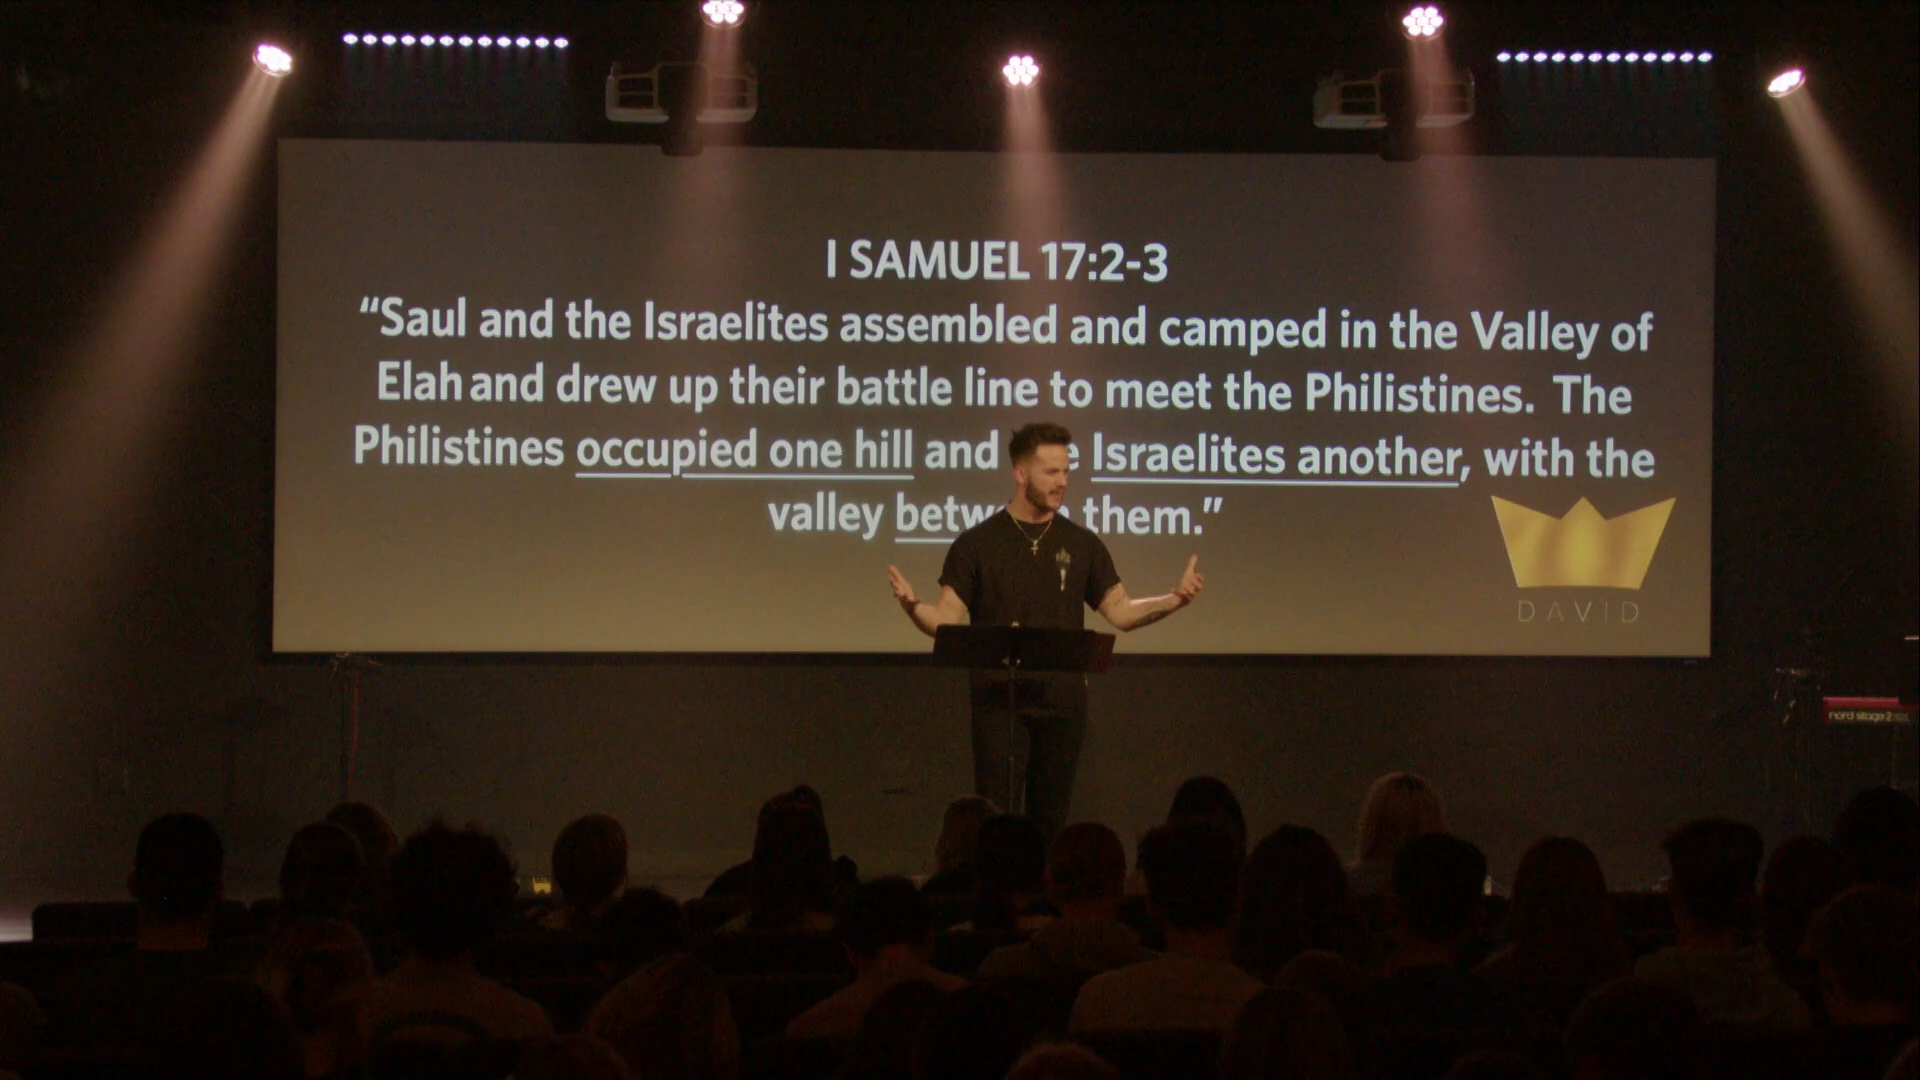 I SAMUEL 17:2-3
“Saul and the Israelites assembled and camped in the Valley of
Elah and drew up their battle line to meet the Philistines. The
Philistines occupied one hill and Israelites another, with the
valley them.”
DAVID
nord stage 2